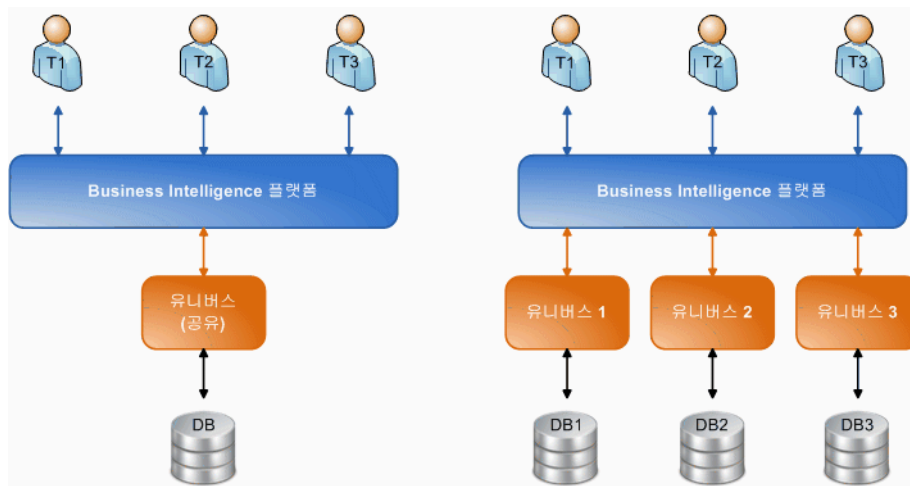 T1 T2 T3 T1 T2 T3
Business Intelligence 플랫폼 Business Intelligence 플랫폼
유니버스
(공유)
유니버스 1 유니버스 2 유니버스 3
DB DB1 DB2 DB3